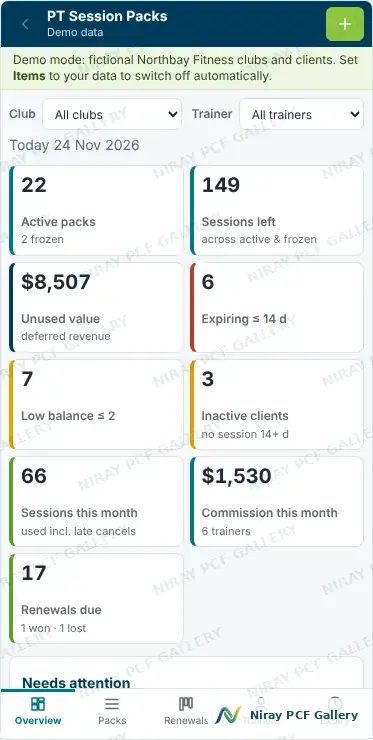 PT Session Packs
Demo data
Demo mode: fictional Northbay Fitness clubs and clients. Set
Items to your data to switch off automatically.
Club All clubs Trainer All trainers
Today 24 Nov 2026
22
Active packs
2 frozen
149
Sessions left
across active & frozen
$8,507
Unused value
deferred revenue
6
Expiring ≤ 14 d
7
Low balance ≤ 2
3
Inactive clients
no session 14+ d
66
Sessions this month
used incl. late cancels
$1,530
Commission this month
6 trainers
17
Renewals due
1 won · 1 lost
Needs attention
Overview
Packs
Renewals
Niray PCF Gallery
NIRAY PCF GALLERY